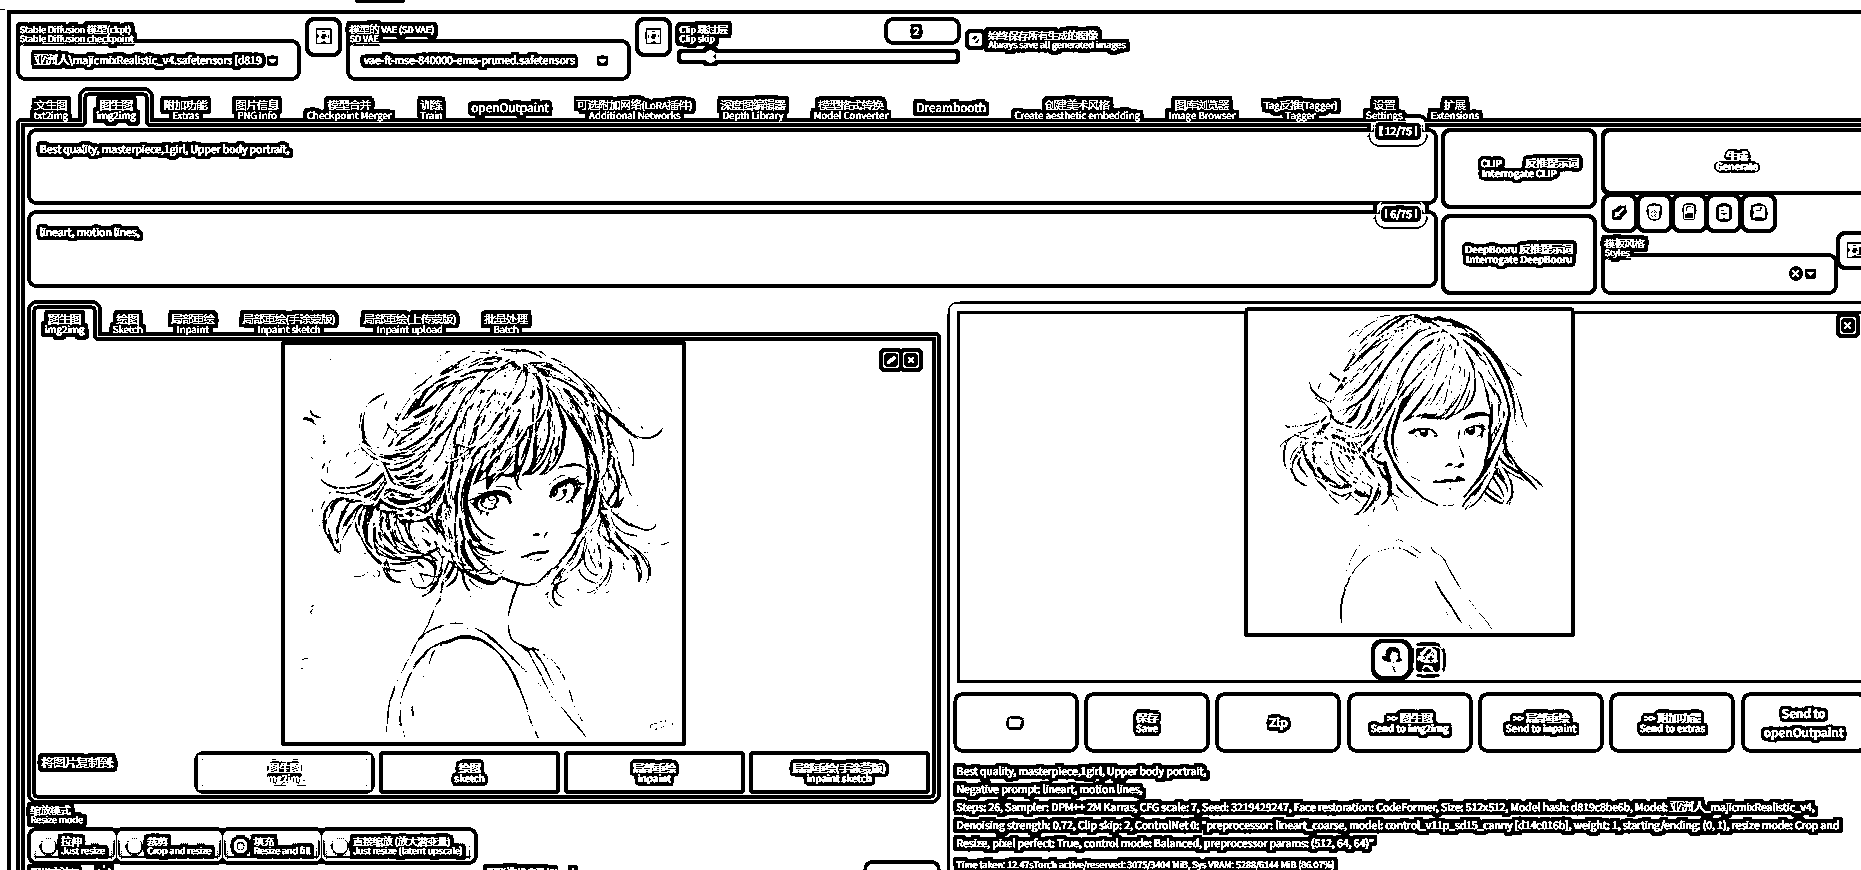 Stable Diffusion 模型(ckpt)
Stable Diffusion checkpoint
亚洲人\majicmixRealistic_v4.safetensors [d819
模型的 VAE (SD VAE)
SD VAE
vae-ft-mse-840000-ema-pruned.safetensors
Clip 跳过层
Clip skip
2
始终保存所有生成的图像
Always save all generated images
文生图
txt2img
图生图
img2img
附加功能
Extras
图片信息
PNG Info
模型合并
Checkpoint Merger
训练
Train
openOutpaint
可选附加网络(LoRA插件)
Additional Networks
深度图编辑器
Depth Library
模型格式转换
Model Converter
Dreambooth
创建美术风格
Create aesthetic embedding
图库浏览器
Image Browser
Tag反推(Tagger)
Tagger
设置
Settings
扩展
Extensions
12/75
Best quality, masterpiece,1girl, Upper body portrait,
CLIP 反推提示词
Interrogate CLIP
生成
Generate
6/75
lineart, motion lines,
DeepBooru 反推提示词
Interrogate DeepBooru
模板风格
Styles
图生图
img2img
绘图
Sketch
局部重绘
Inpaint
局部重绘(手涂蒙版)
Inpaint sketch
局部重绘(上传蒙版)
Inpaint upload
批量处理
Batch
将图片复制到
图生图
img2img
绘图
sketch
局部重绘
inpaint
局部重绘(手涂蒙版)
inpaint sketch
缩放模式
Resize mode
拉伸
Just resize
裁剪
Crop and resize
填充
Resize and fill
直接缩放 (放大潜变量)
Just resize (latent upscale)
保存
Save
Zip
>> 图生图
Send to img2img
>> 局部重绘
Send to inpaint
>> 附加功能
Send to extras
Send to
openOutpaint
Best quality, masterpiece,1girl, Upper body portrait,
Negative prompt: lineart, motion lines,
Steps: 26, Sampler: DPM++ 2M Karras, CFG scale: 7, Seed: 3219429247, Face restoration: CodeFormer, Size: 512x512, Model hash: d819c8be6b, Model: 亚洲人_majicmixRealistic_v4,
Denoising strength: 0.72, Clip skip: 2, ControlNet 0: "preprocessor: lineart_coarse, model: control_v11p_sd15_canny [d14c016b], weight: 1, starting/ending: (0, 1), resize mode: Crop and
Resize, pixel perfect: True, control mode: Balanced, preprocessor params: (512, 64, 64)"
Time taken: 12.47sTorch active/reserved: 3075/3404 MiB, Sys VRAM: 5288/6144 MiB (86.07%)